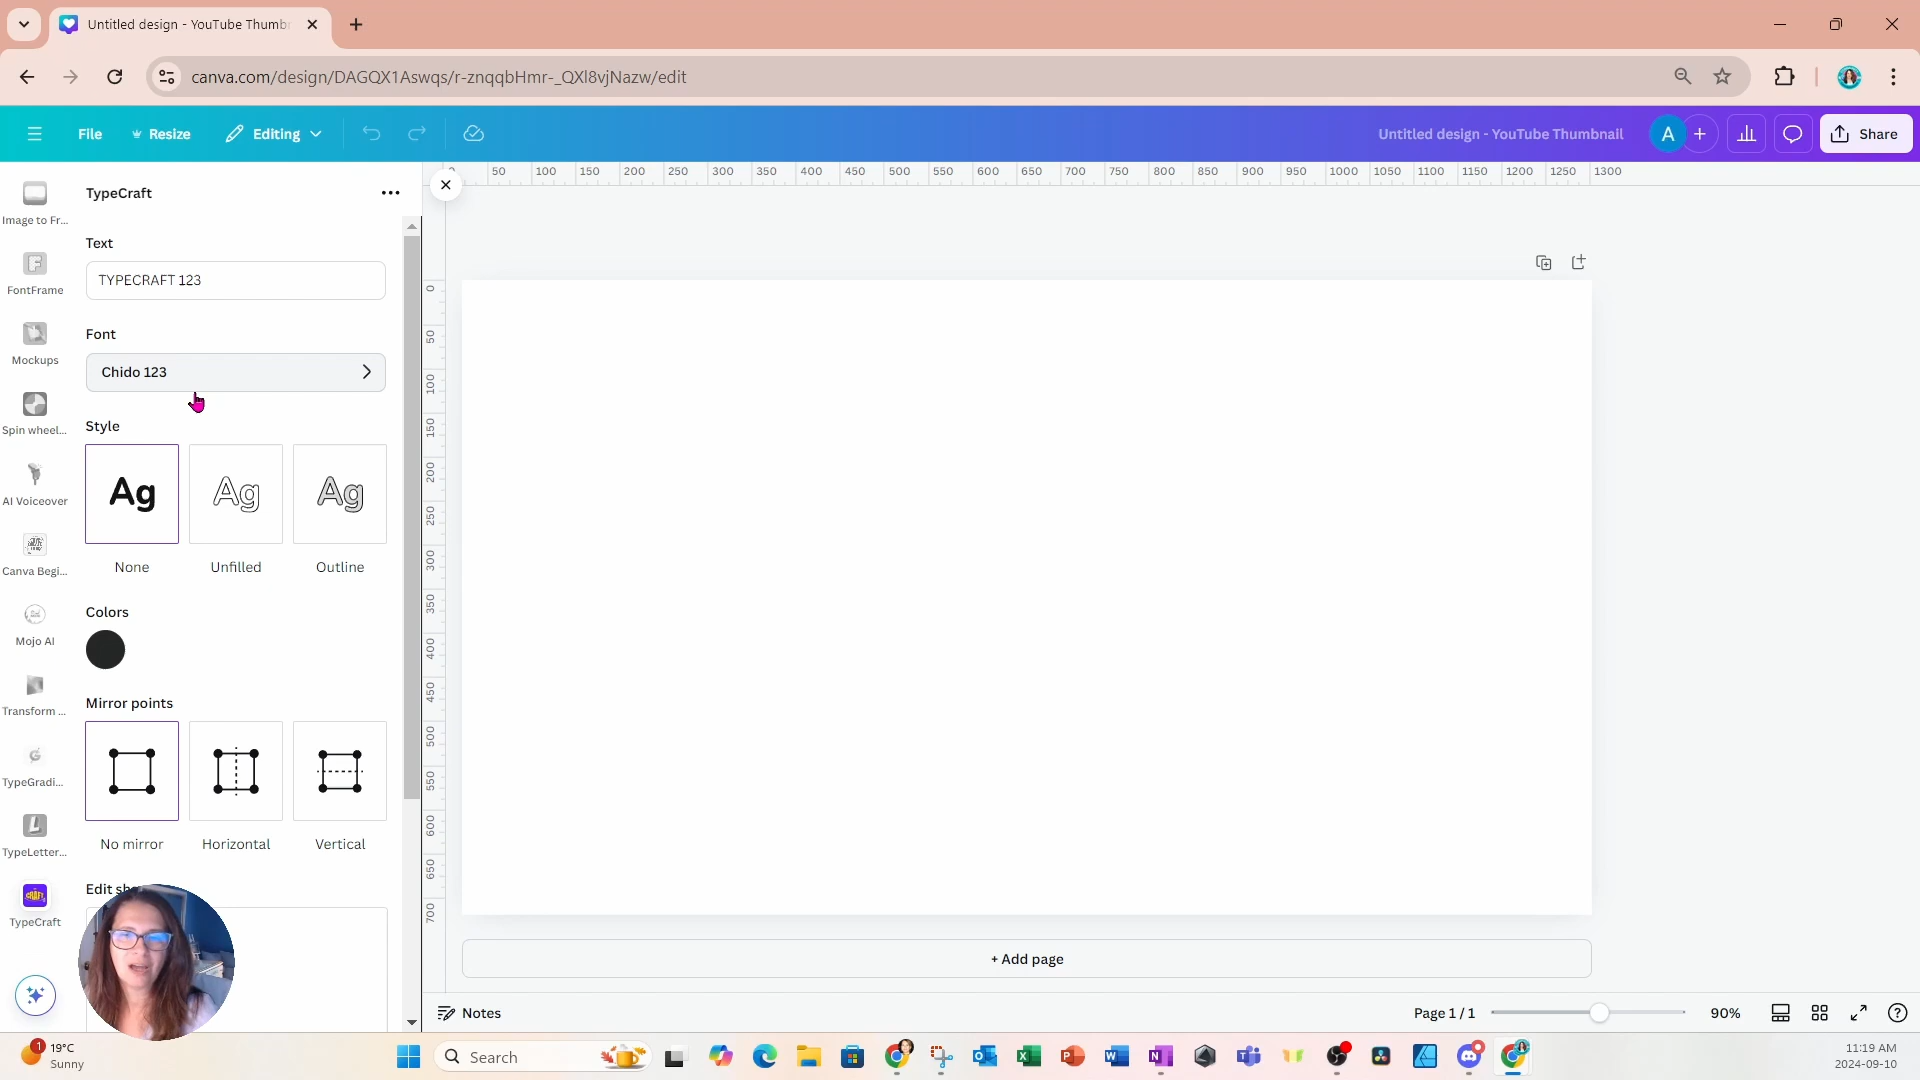 Untitled design - YouTube Thumb
canva.com/design/DAGQX1Aswqs/r-znqqbHmr-_QXl8vjNazw/edit
File
Resize
Editing
Untitled design - YouTube Thumbnail
A
Share
TypeCraft
Text
TYPECRAFT 123
Font
Chido 123
Style
Ag
Ag
Ag
None
Unfilled
Outline
Colors
Mirror points
No mirror
Horizontal
Vertical
Edit sh
Image to Fr...
FontFrame
Mockups
Spin wheel...
AI Voiceover
Canva Begi...
Mojo AI
Transform ...
TypeGradi...
TypeLetter...
TypeCraft
0 50 100 150 200 250 300 350 400 450 500 550 600 650 700 750 800 850 900 950 1000 1050 1100 1150 1200 1250 1300
0 50 100 150 200 250 300 350 400 450 500 550 600 650 700
+ Add page
Notes
Page 1 / 1
90%
1
19°C
Sunny
Search
11:19 AM
2024-09-10